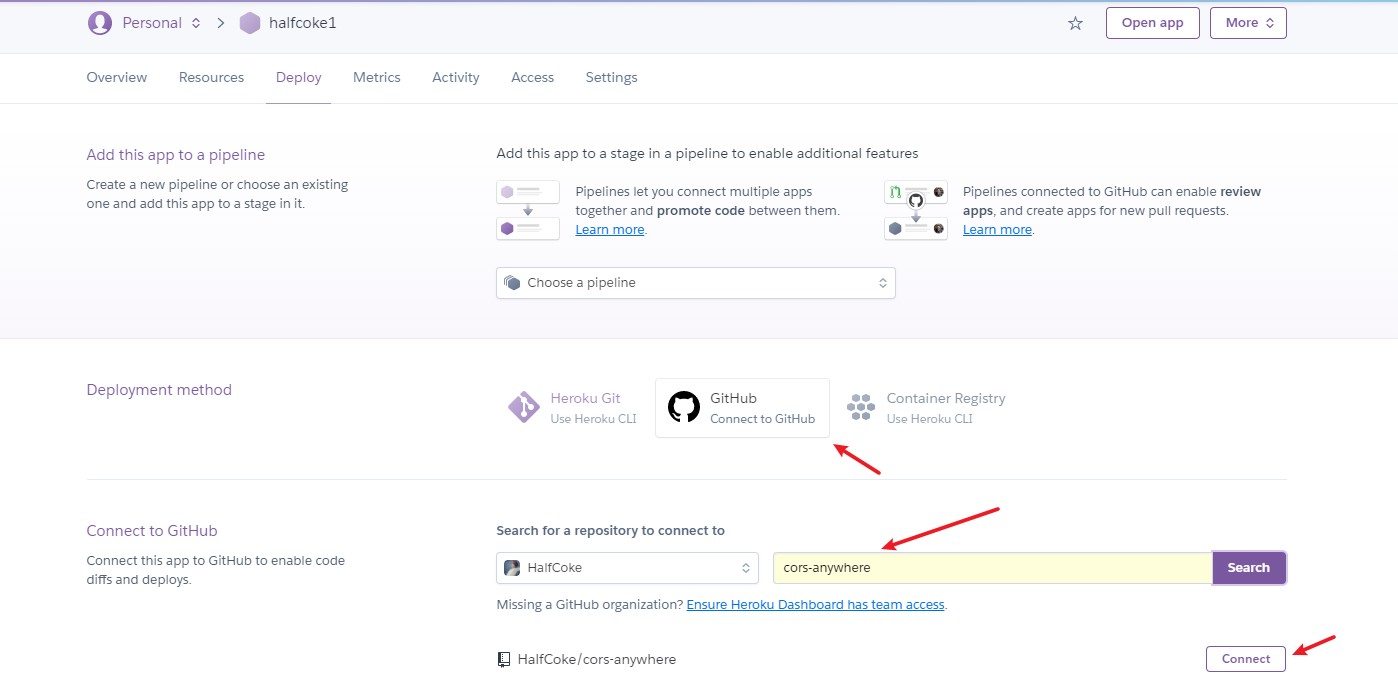 Personal > halfcoke1 Open app More
Overview Resources Deploy Metrics Activity Access Settings
Add this app to a pipeline
Create a new pipeline or choose an existing
one and add this app to a stage in it.
Add this app to a stage in a pipeline to enable additional features
Pipelines let you connect multiple apps
together and promote code between them.
Learn more.
Pipelines connected to GitHub can enable review
apps, and create apps for new pull requests.
Learn more.
Choose a pipeline
Deployment method
Heroku Git
Use Heroku CLI
GitHub
Connect to GitHub
Container Registry
Use Heroku CLI
Connect to GitHub
Connect this app to GitHub to enable code
diffs and deploys.
Search for a repository to connect to
HalfCoke cors-anywhere Search
Missing a GitHub organization? Ensure Heroku Dashboard has team access.
HalfCoke/cors-anywhere Connect